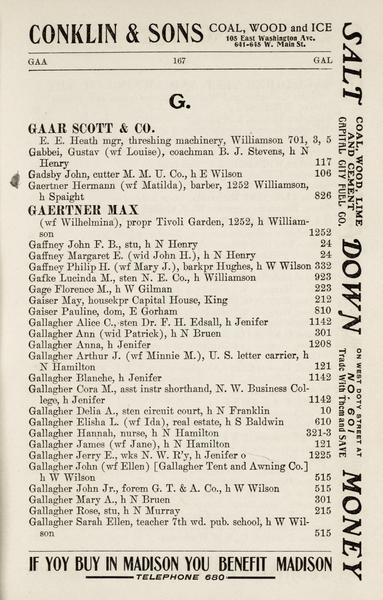 CONKLIN & SONS COAL, WOOD and ICE
105 East Washington Ave.
641-645 W. Main St.
GAA 167 GAL
G.
GAAR SCOTT & CO.
E. E. Heath mgr, threshing machinery, Williamson 701, 3, 5
Gabbei, Gustav (wf Louise), coachman B. J. Stevens, h N
Henry 117
Gadsby John, cutter M. M. U. Co., h E Wilson 106
Gaertner Hermann (wf Matilda), barber, 1252 Williamson,
h Spaight 826
GAERTNER MAX
(wf Wilhelmina), propr Tivoli Garden, 1252, h William-
son 1252
Gaffney John F. B., stu, h N Henry 24
Gaffney Margaret E. (wid John H.), h N Henry 24
Gaffney Philip H. (wf Mary J.), barkpr Hughes, h W Wilson 332
Gafke Lucinda M., sten N. E. Co., h Williamson 923
Gage Florence M., h W Gilman 223
Gaiser May, housekpr Capital House, King 212
Gaiser Pauline, dom, E Gorham 810
Gallagher Alice C., sten Dr. F. H. Edsall, h Jenifer 1142
Gallagher Ann (wid Patrick), h N Bruen 301
Gallagher Anna, h Jenifer 1208
Gallagher Arthur J. (wf Minnie M.), U. S. letter carrier, h
N Hamilton 121
Gallagher Blanche, h Jenifer 1142
Gallagher Cora M., asst instr shorthand, N. W. Business Col-
lege, h Jenifer 1142
Gallagher Delia A., sten circuit court, h N Franklin 10
Gallagher Elisha L. (wf Ida), real estate, h S Baldwin 610
Gallagher Hannah, nurse, h N Hamilton 321-3
Gallagher James (wf Jane), h N Hamilton 121
Gallagher Jerry E., wks N. W. R'y, h Jenifer o 1225
Gallagher John (wf Ellen) [Gallagher Tent and Awning Co.]
h W Wilson 515
Gallagher John Jr., forem G. T. & A. Co., h W Wilson 515
Gallagher Mary A., h N Bruen 301
Gallagher Rose, stu, h N Murray 215
Gallagher Sarah Ellen, teacher 7th wd. pub. school, h W Wil-
son 515
IF YOY BUY IN MADISON YOU BENEFIT MADISON
TELEPHONE 680
SALT DOWN MONEY
COAL, WOOD, LIME
AND CEMENT
CAPITAL CITY FUEL CO.
ON WEST DOTY STREET AT
NO. 601
Trade With Them and SAVE